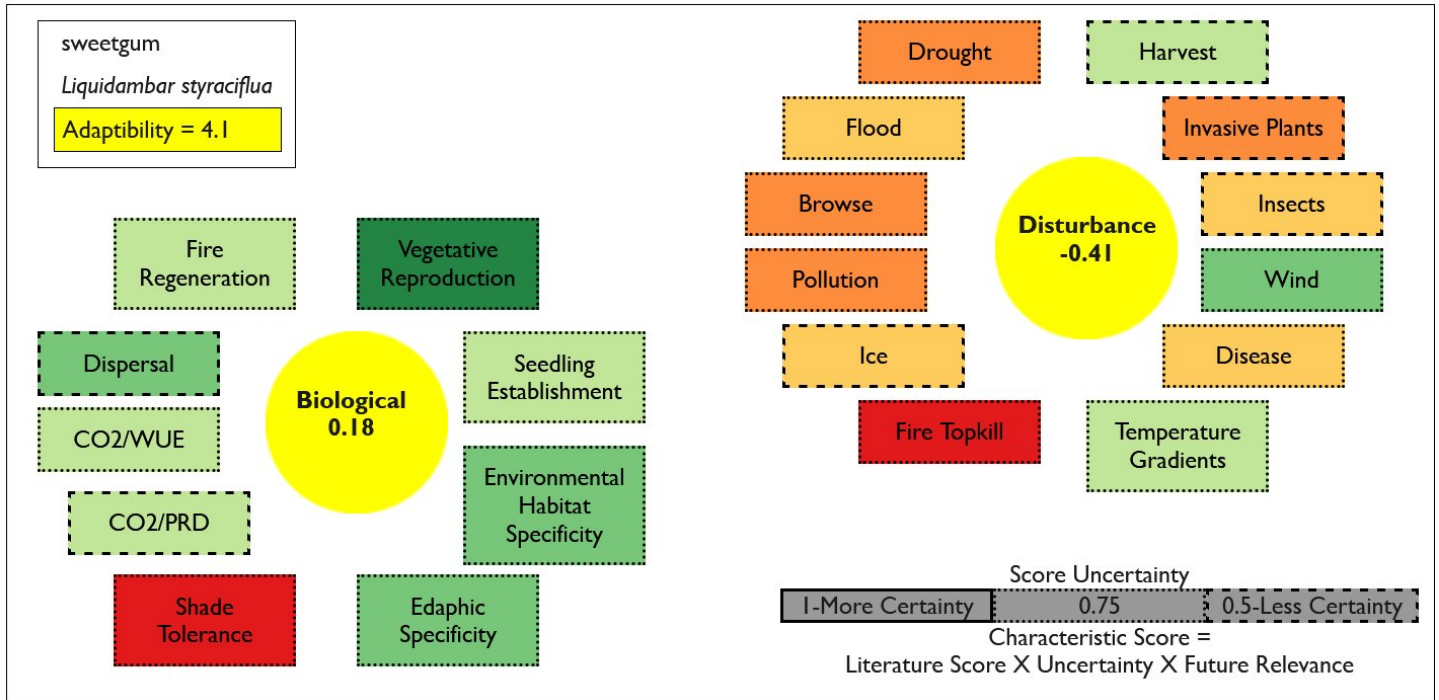 sweetgum
Liquidambar styraciflua
Adaptibility = 4.1
Fire
Regeneration
Vegetative
Reproduction
Dispersal
Seedling
Establishment
CO2/WUE
Biological
0.18
CO2/PRD
Environmental
Habitat
Specificity
Shade
Tolerance
Edaphic
Specificity
Drought
Harvest
Flood
Invasive Plants
Browse
Insects
Disturbance
-0.41
Pollution
Wind
Ice
Disease
Fire Topkill
Temperature
Gradients
Score Uncertainty
1-More Certainty
0.75
0.5-Less Certainty
Characteristic Score =
Literature Score X Uncertainty X Future Relevance